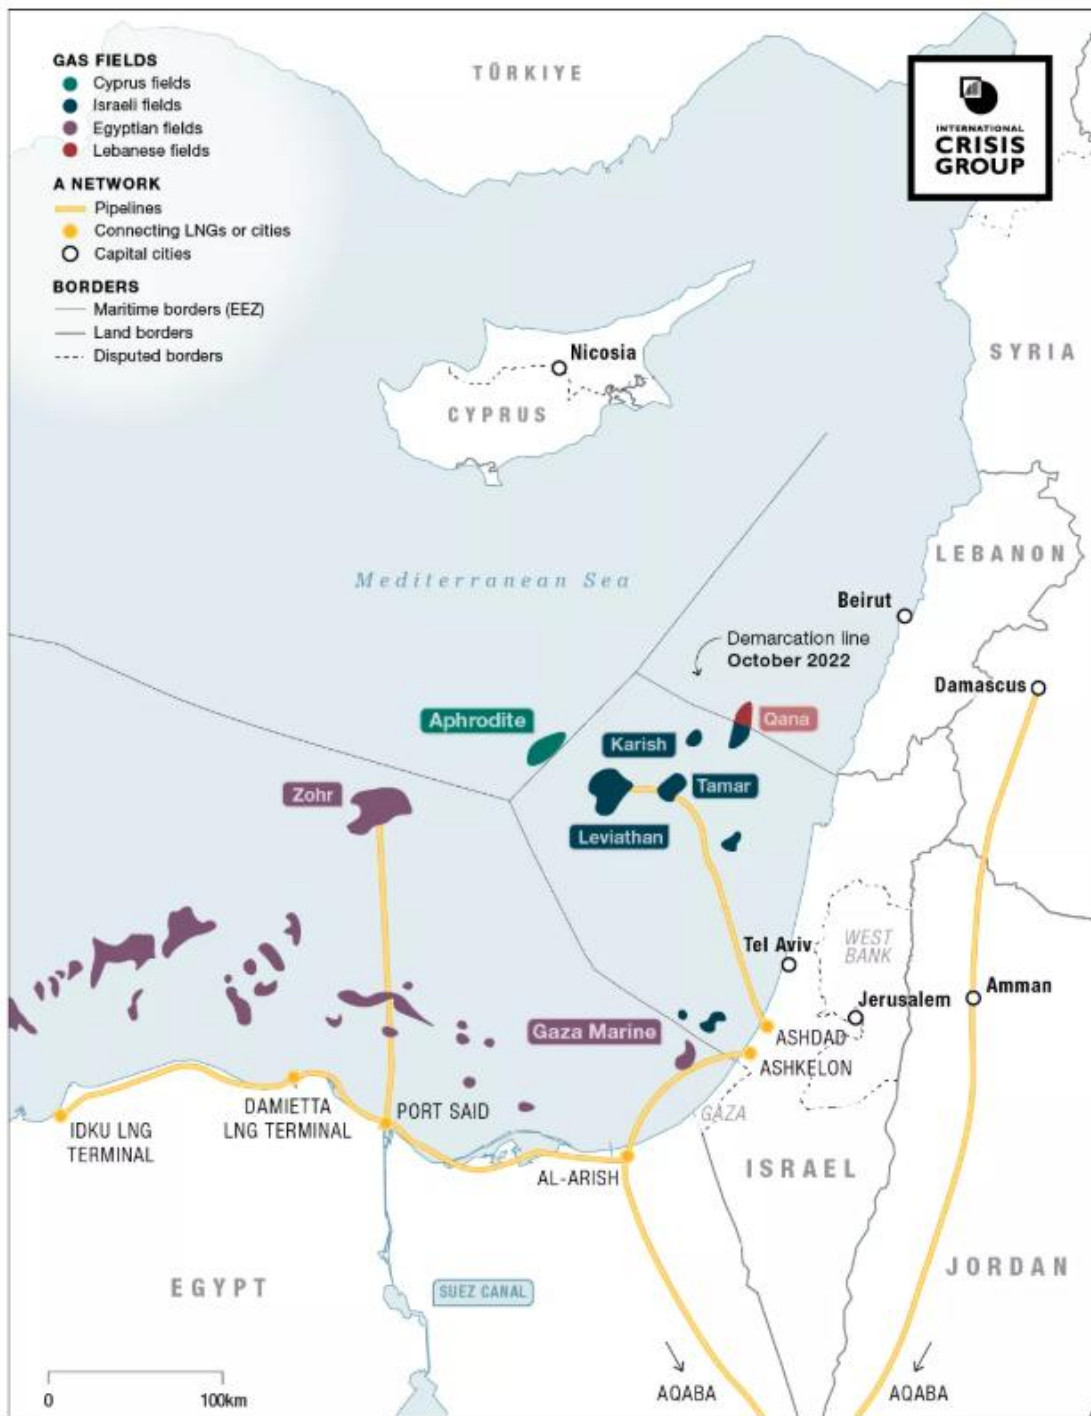 GAS FIELDS
Cyprus fields
Israeli fields
Egyptian fields
Lebanese fields
A NETWORK
Pipelines
Connecting LNGs or cities
Capital cities
BORDERS
Maritime borders (EEZ)
Land borders
Disputed borders
TÜRKIYE
INTERNATIONAL
CRISIS
GROUP
Nicosia
CYPRUS
SYRIA
LEBANON
Mediterranean Sea
Beirut
Demarcation line
October 2022
Damascus
Aphrodite
Qana
Karish
Tamar
Zohr
Leviathan
Tel Aviv
WEST
BANK
Jerusalem
Amman
Gaza Marine
ASHDAD
ASHKELON
GAZA
IDKU LNG
TERMINAL
DAMIETTA
LNG TERMINAL
PORT SAID
AL-ARISH
ISRAEL
JORDAN
EGYPT
SUEZ CANAL
AQABA
AQABA
0
100km